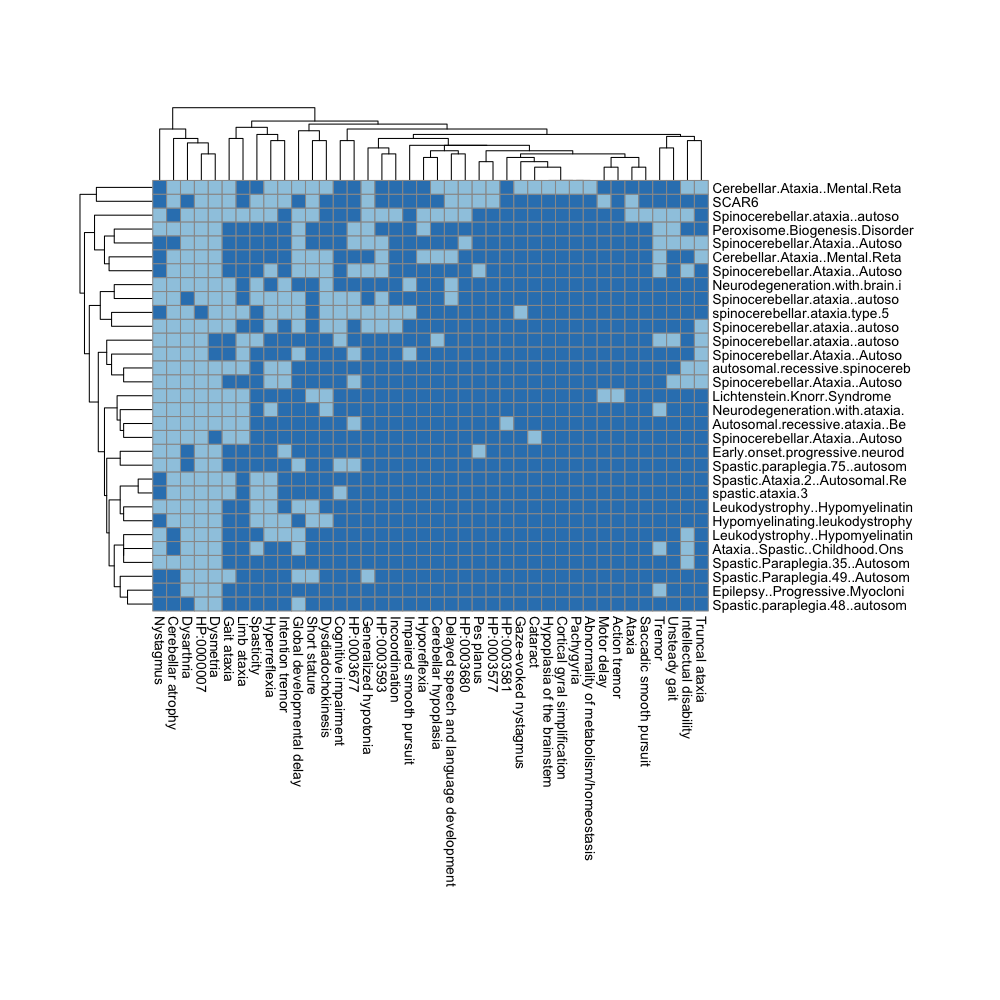 Cerebellar.Ataxia..Mental.Reta
SCAR6
Spinocerebellar.ataxia..autoso
Peroxisome.Biogenesis.Disorder
Spinocerebellar.Ataxia..Autoso
Cerebellar.Ataxia..Mental.Reta
Spinocerebellar.Ataxia..Autoso
Neurodegeneration.with.brain.i
Spinocerebellar.ataxia..autoso
spinocerebellar.ataxia.type.5
Spinocerebellar.ataxia..autoso
Spinocerebellar.ataxia..autoso
Spinocerebellar.Ataxia..Autoso
autosomal.recessive.spinocereb
Spinocerebellar.Ataxia..Autoso
Lichtenstein.Knorr.Syndrome
Neurodegeneration.with.ataxia.
Autosomal.recessive.ataxia..Be
Spinocerebellar.Ataxia..Autoso
Early.onset.progressive.neurod
Spastic.paraplegia.75..autosom
Spastic.Ataxia.2..Autosomal.Re
spastic.ataxia.3
Leukodystrophy..Hypomyelinatin
Hypomyelinating.leukodystrophy
Leukodystrophy..Hypomyelinatin
Ataxia..Spastic..Childhood.Ons
Spastic.Paraplegia.35..Autosom
Spastic.Paraplegia.49..Autosom
Epilepsy..Progressive.Myocloni
Spastic.paraplegia.48..autosom
Nystagmus
Cerebellar atrophy
Dysarthria
HP:0000007
Dysmetria
Gait ataxia
Limb ataxia
Spasticity
Hyperreflexia
Intention tremor
Global developmental delay
Short stature
Dysdiadochokinesis
Cognitive impairment
HP:0003677
Generalized hypotonia
HP:0003593
Incoordination
Impaired smooth pursuit
Hyporeflexia
Cerebellar hypoplasia
Delayed speech and language development
HP:0003680
Pes planus
HP:0003577
HP:0003581
Gaze-evoked nystagmus
Cataract
Hypoplasia of the brainstem
Cortical gyral simplification
Pachygyria
Abnormality of metabolism/homeostasis
Motor delay
Action tremor
Ataxia
Saccadic smooth pursuit
Tremor
Unsteady gait
Intellectual disability
Truncal ataxia